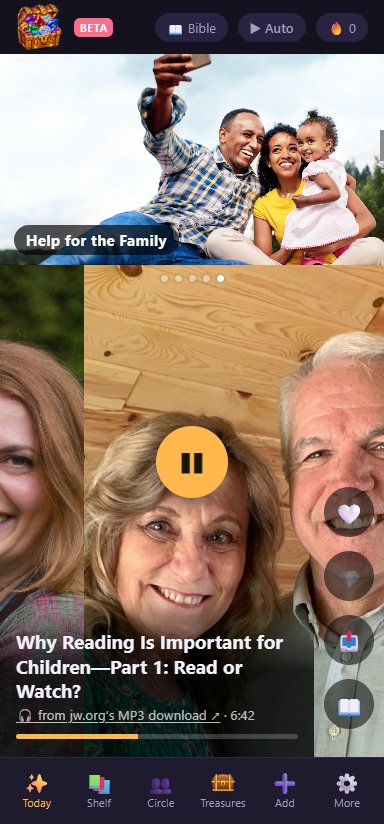 BETA
Bible
Auto
0
Help for the Family
Why Reading Is Important for
Children—Part 1: Read or
Watch?
from jw.org's MP3 download ↗ · 6:42
Today
Shelf
Circle
Treasures
Add
More